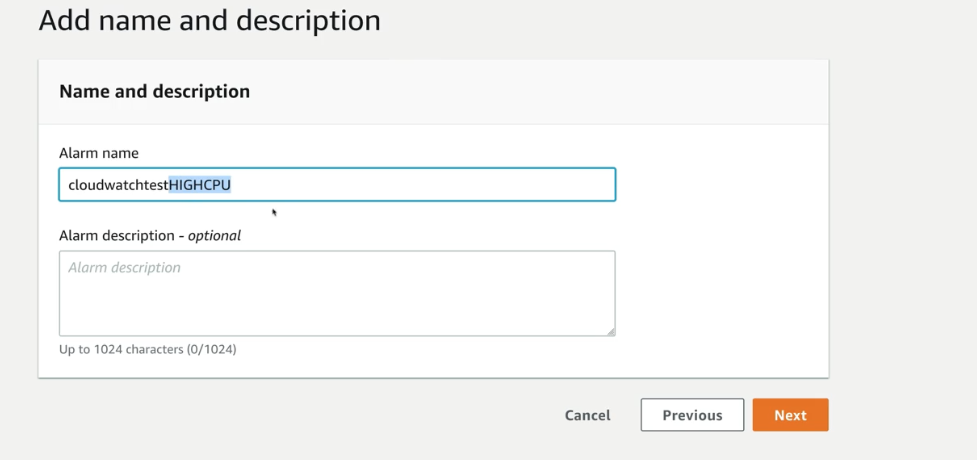 Add name and description
Name and description
Alarm name
cloudwatchtestHIGHCPU
Alarm description - optional
Alarm description
Up to 1024 characters (0/1024)
Cancel
Previous
Next